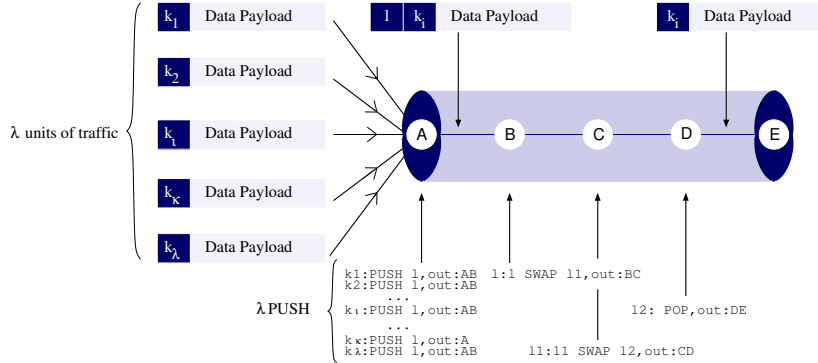 k1 Data Payload
l ki Data Payload
ki Data Payload
k2 Data Payload
λ units of traffic
kι Data Payload
A B C D E
kκ Data Payload
kλ Data Payload
λ PUSH
k1:PUSH l,out:AB l:l SWAP l1,out:BC
k2:PUSH l,out:AB
...
kι:PUSH l,out:AB l2: POP,out:DE
...
kκ:PUSH l,out:A
kλ:PUSH l,out:AB l1:l1 SWAP l2,out:CD